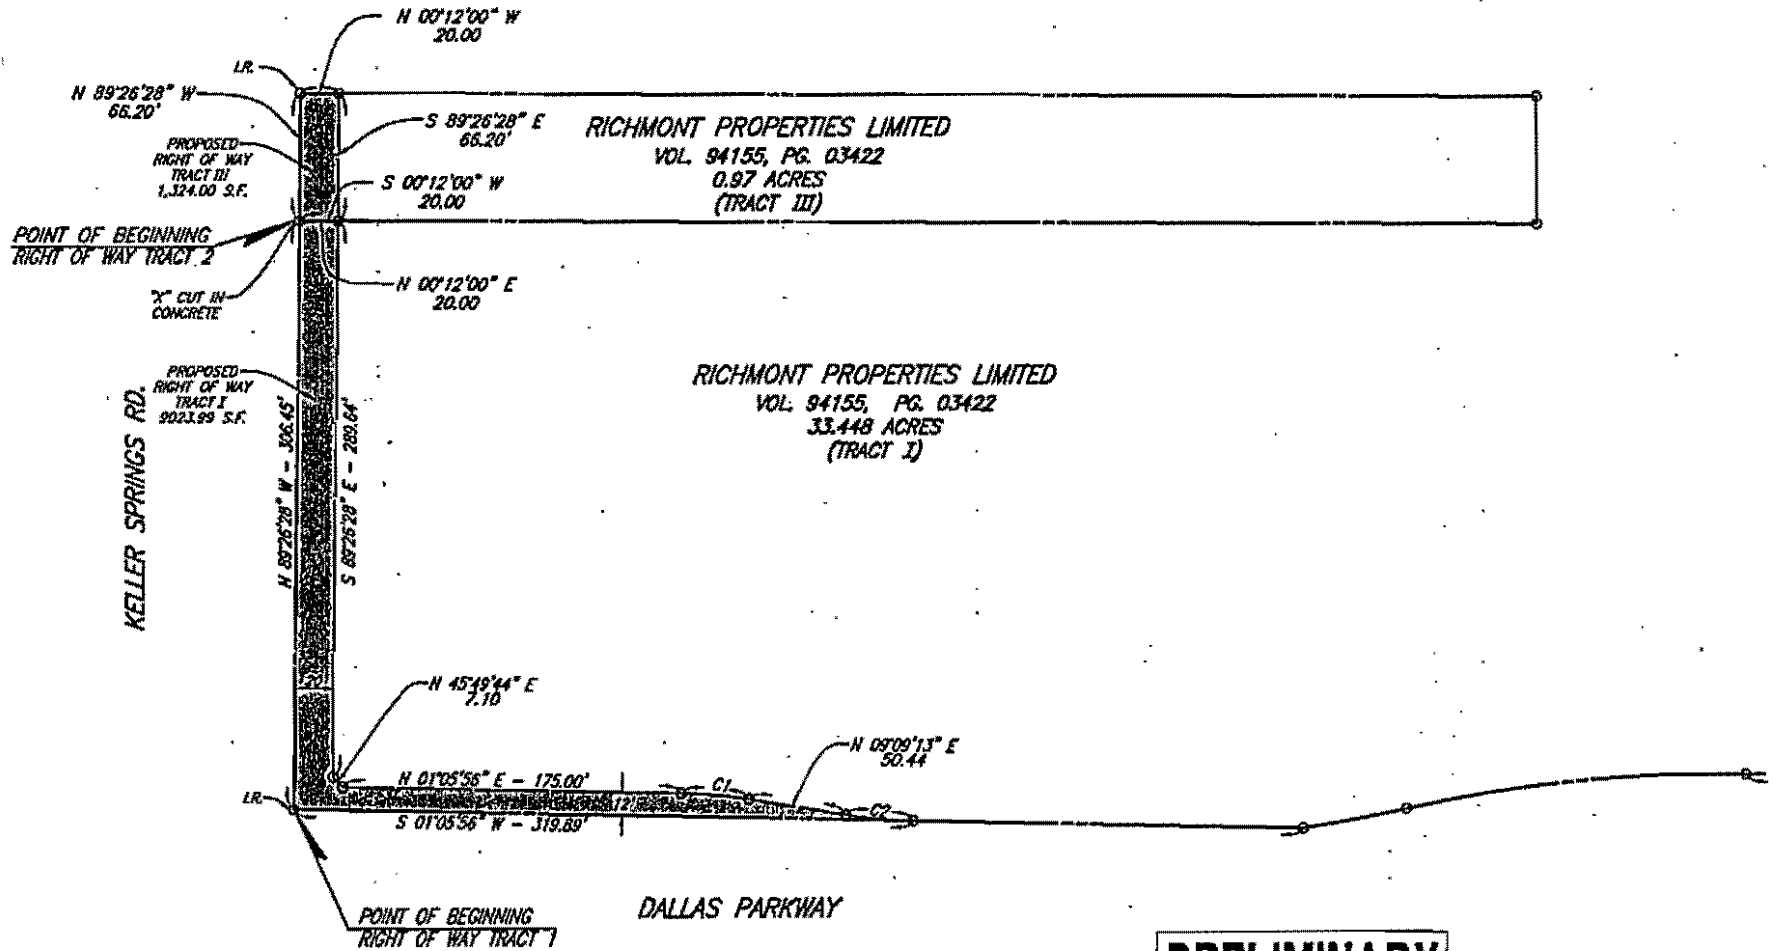 N 00°12'00" W
20.00
I.R.
N 89°26'28" W
66.20'
S 89°26'28" E
66.20'
RICHMONT PROPERTIES LIMITED
VOL. 94155, PG. 03422
0.97 ACRES
(TRACT III)
PROPOSED
RIGHT OF WAY
TRACT III
1,324.00 S.F.
S 00°12'00" W
20.00
POINT OF BEGINNING
RIGHT OF WAY TRACT 2
"X" CUT IN
CONCRETE
N 00°12'00" E
20.00
PROPOSED
RIGHT OF WAY
TRACT I
9023.99 S.F.
RICHMONT PROPERTIES LIMITED
VOL. 94155, PG. 03422
33.448 ACRES
(TRACT I)
KELLER SPRINGS RD.
N 89°26'28" W - 306.45'
S 89°26'28" E - 289.64'
20'
N 45°49'44" E
7.10
N 09°09'13" E
50.44
I.R.
N 01°05'56" E - 175.00'
C1
12'
C2
S 01°05'56" W - 319.89'
POINT OF BEGINNING
RIGHT OF WAY TRACT 1
DALLAS PARKWAY
PRELIMINARY